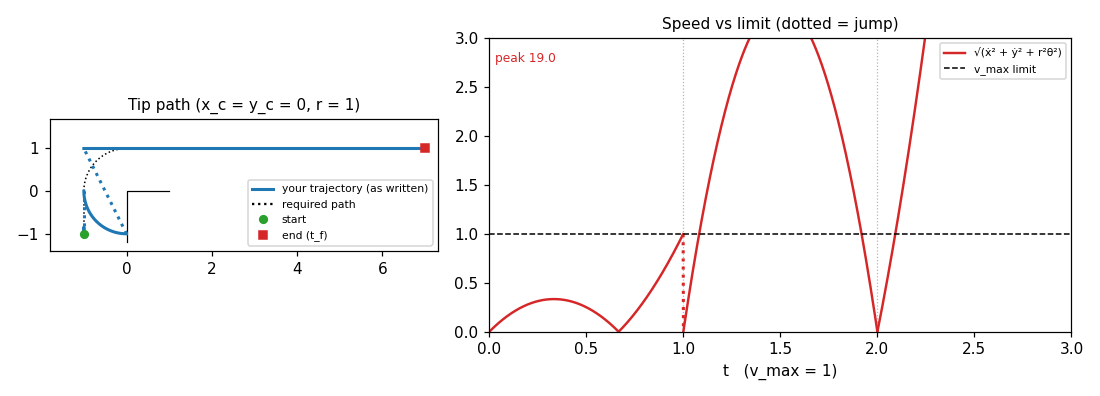 Tip path (x_c = y_c = 0, r = 1)
1
0
−1
0
2
4
6
your trajectory (as written)
required path
start
end (t_f)
Speed vs limit (dotted = jump)
3.0
2.5
2.0
1.5
1.0
0.5
0.0
peak 19.0
√(ẋ² + ẏ² + r²θ̇²)
v_max limit
0.0
0.5
1.0
1.5
2.0
2.5
3.0
t (v_max = 1)